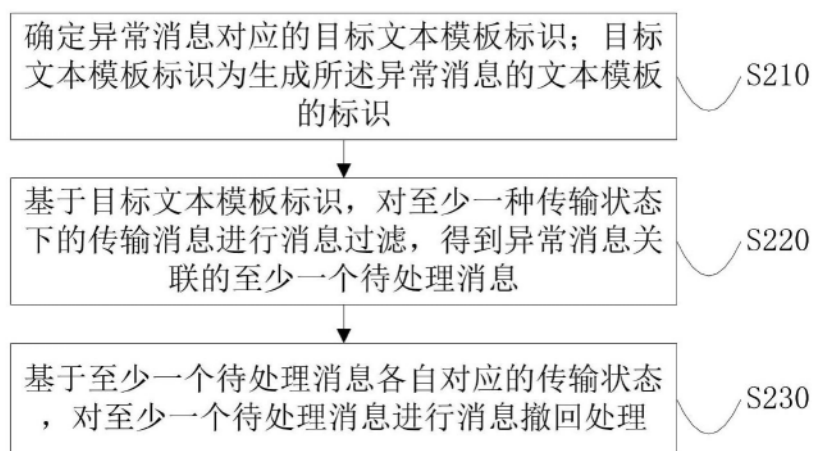 确定异常消息对应的目标文本模板标识；目标
文本模板标识为生成所述异常消息的文本模板
的标识
S210
基于目标文本模板标识，对至少一种传输状态
下的传输消息进行消息过滤，得到异常消息关
联的至少一个待处理消息
S220
基于至少一个待处理消息各自对应的传输状态
，对至少一个待处理消息进行消息撤回处理
S230